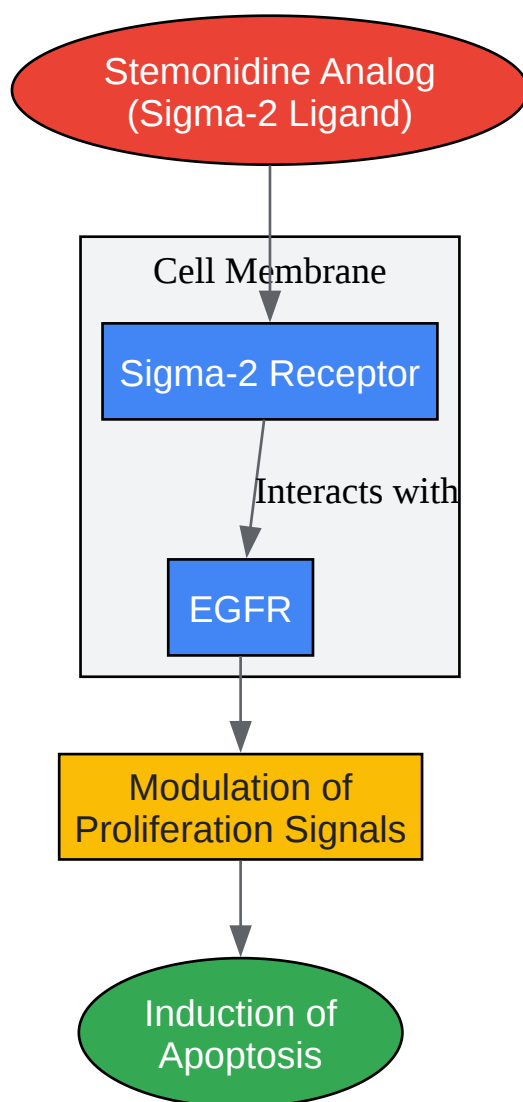 Stemonidine Analog
(Sigma-2 Ligand)
Cell Membrane
Sigma-2 Receptor
Interacts with
EGFR
Modulation of
Proliferation Signals
Induction of
Apoptosis